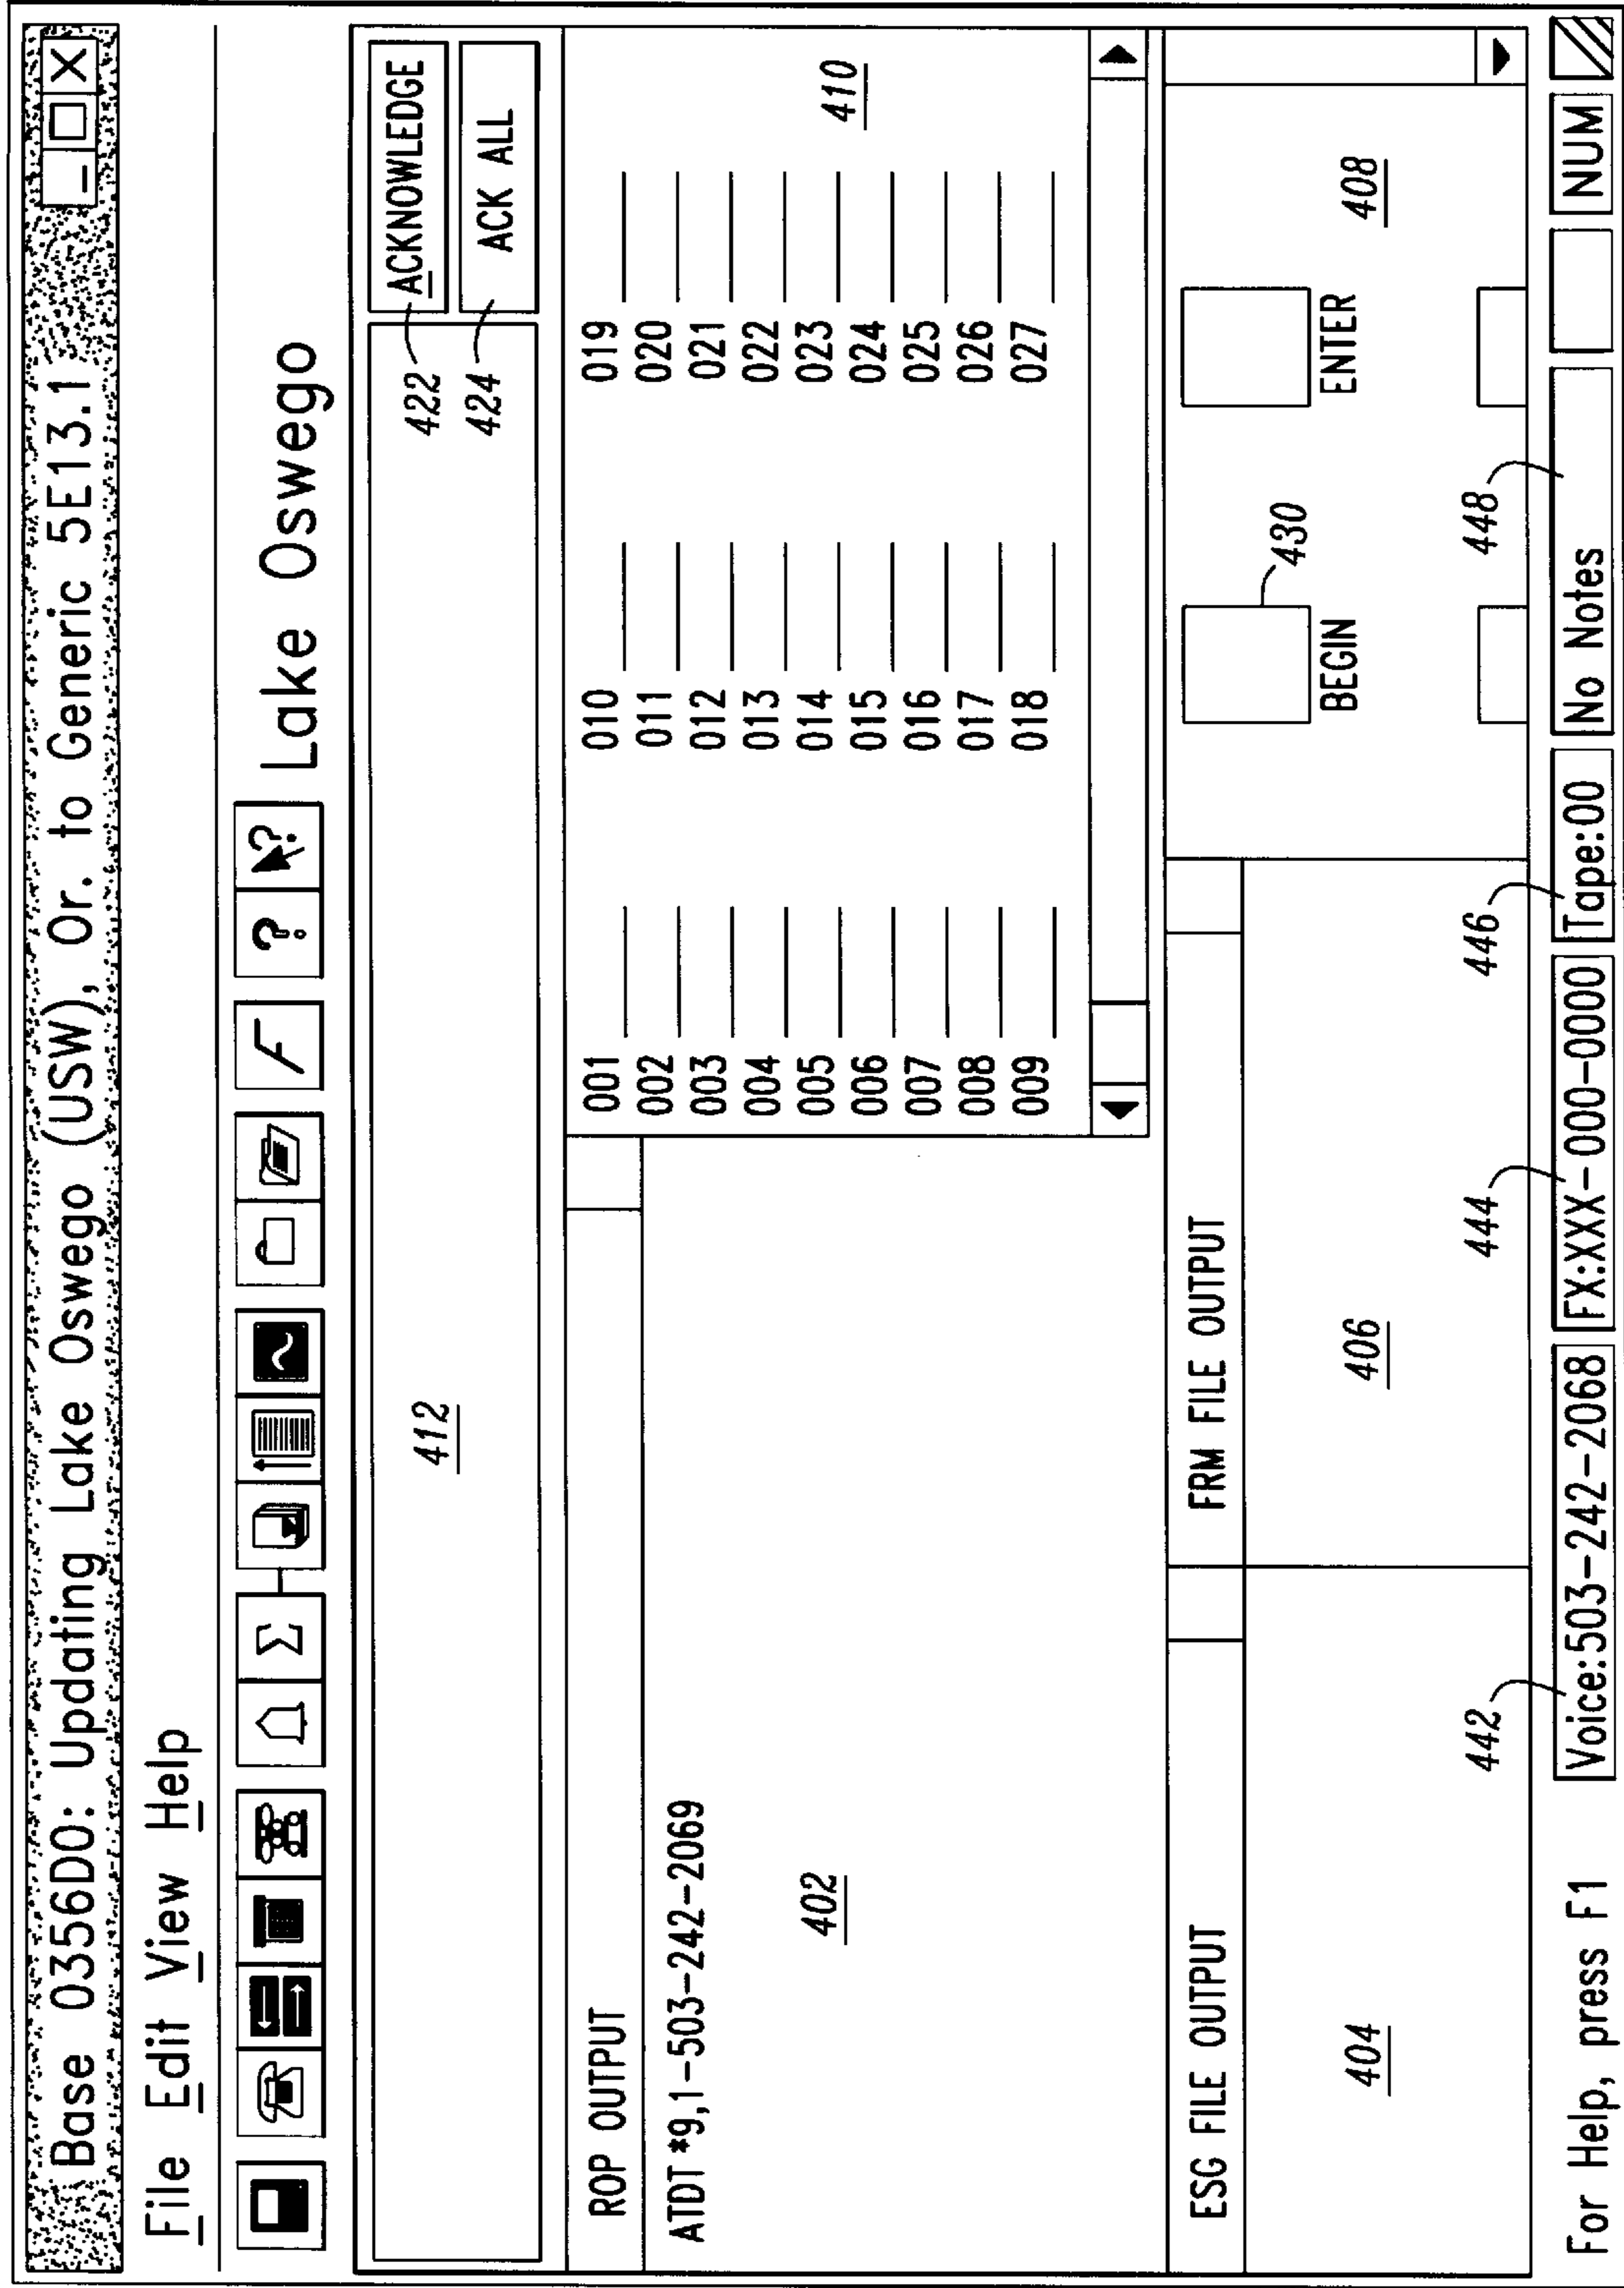 Base 0356D0: Updating Lake Oswego (USW), Or. to Generic 5E13.1
File Edit View Help
? ?
Lake Oswego
412
422
ACKNOWLEDGE
424
ACK ALL
ROP OUTPUT
ATDT *9,1-503-242-2069
402
001 010 019
002 011 020
003 012 021
004 013 022
005 014 023
006 015 024
007 016 025
008 017 026
009 018 027
410
ESG FILE OUTPUT
404
FRM FILE OUTPUT
406
BEGIN
430
ENTER
408
442
444
446
448
For Help, press F1
Voice:503-242-2068
FX:XXX-000-0000
Tape:00
No Notes
NUM